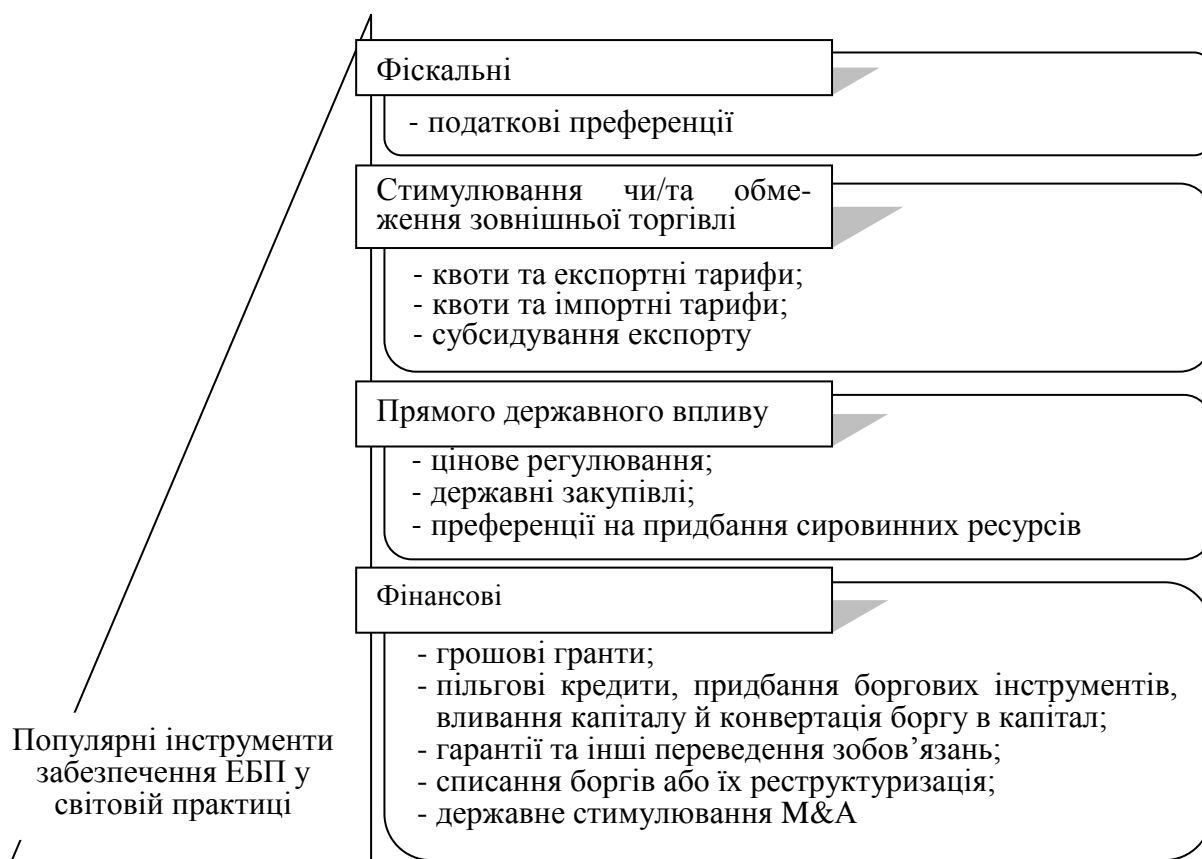 Фіскальні
- податкові преференції
Стимулювання чи/та обме-
ження зовнішньої торгівлі
- квоти та експортні тарифи;
- квоти та імпортні тарифи;
- субсидування експорту
Прямого державного впливу
- цінове регулювання;
- державні закупівлі;
- преференції на придбання сировинних ресурсів
Фінансові
- грошові гранти;
- пільгові кредити, придбання боргових інструментів,
вливання капіталу й конвертація боргу в капітал;
- гарантії та інші переведення зобов’язань;
- списання боргів або їх реструктуризація;
- державне стимулювання M&A
Популярні інструменти
забезпечення ЕБП у
світовій практиці